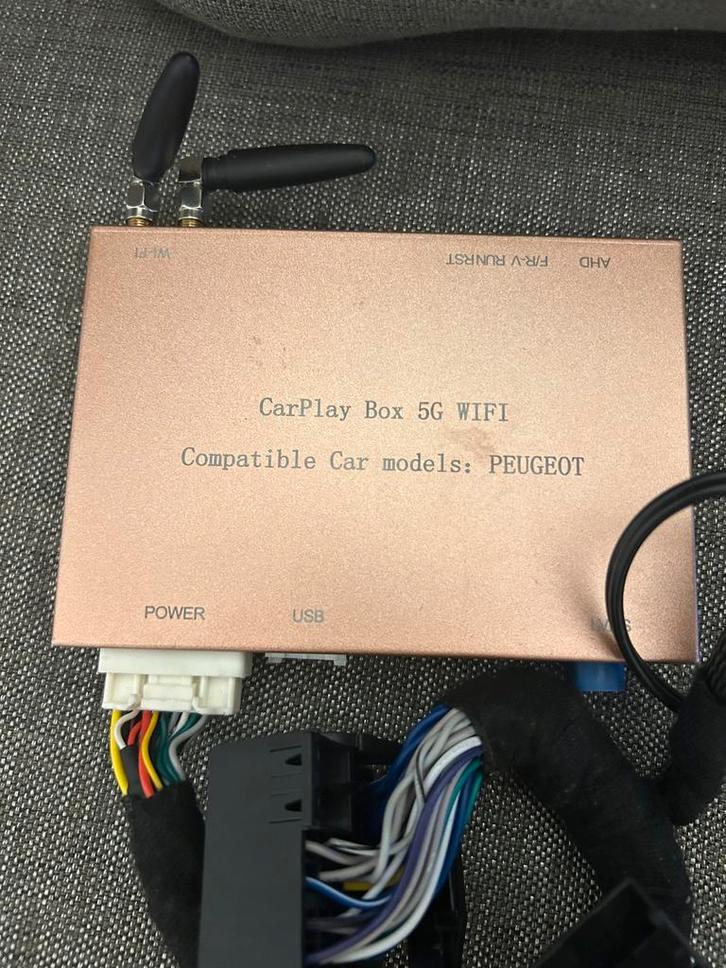 WI-FI
AHD F/R-V RUNRST
CarPlay Box 5G WIFI
Compatible Car models: PEUGEOT
POWER USB